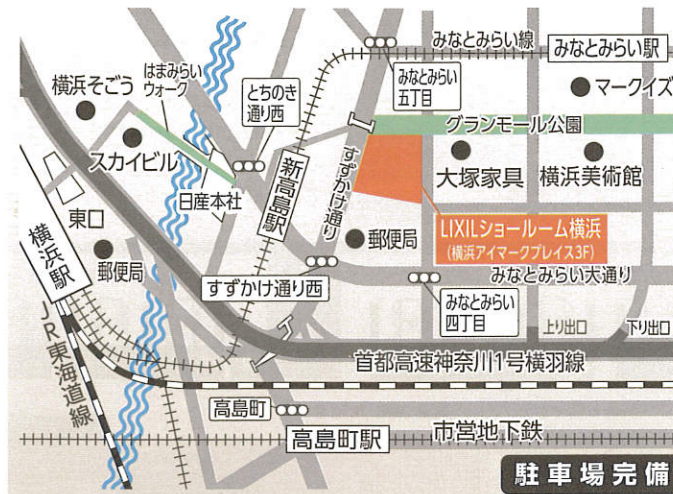 みなとみらい線
みなとみらい駅
みなとみらい
五丁目
マークイズ
横浜そごう
はまみらい
ウォーク
とちのき
通り西
グランモール公園
スカイビル
新高島駅
すずかけ通り
大塚家具
横浜美術館
日産本社
LIXILショールーム横浜
(横浜アイマークプレイス3F)
東口
郵便局
横浜駅
郵便局
すずかけ通り西
みなとみらい大通り
みなとみらい
四丁目
上り出口
下り出口
JR東海道線
首都高速神奈川1号横羽線
高島町
高島町駅
市営地下鉄
駐車場完備